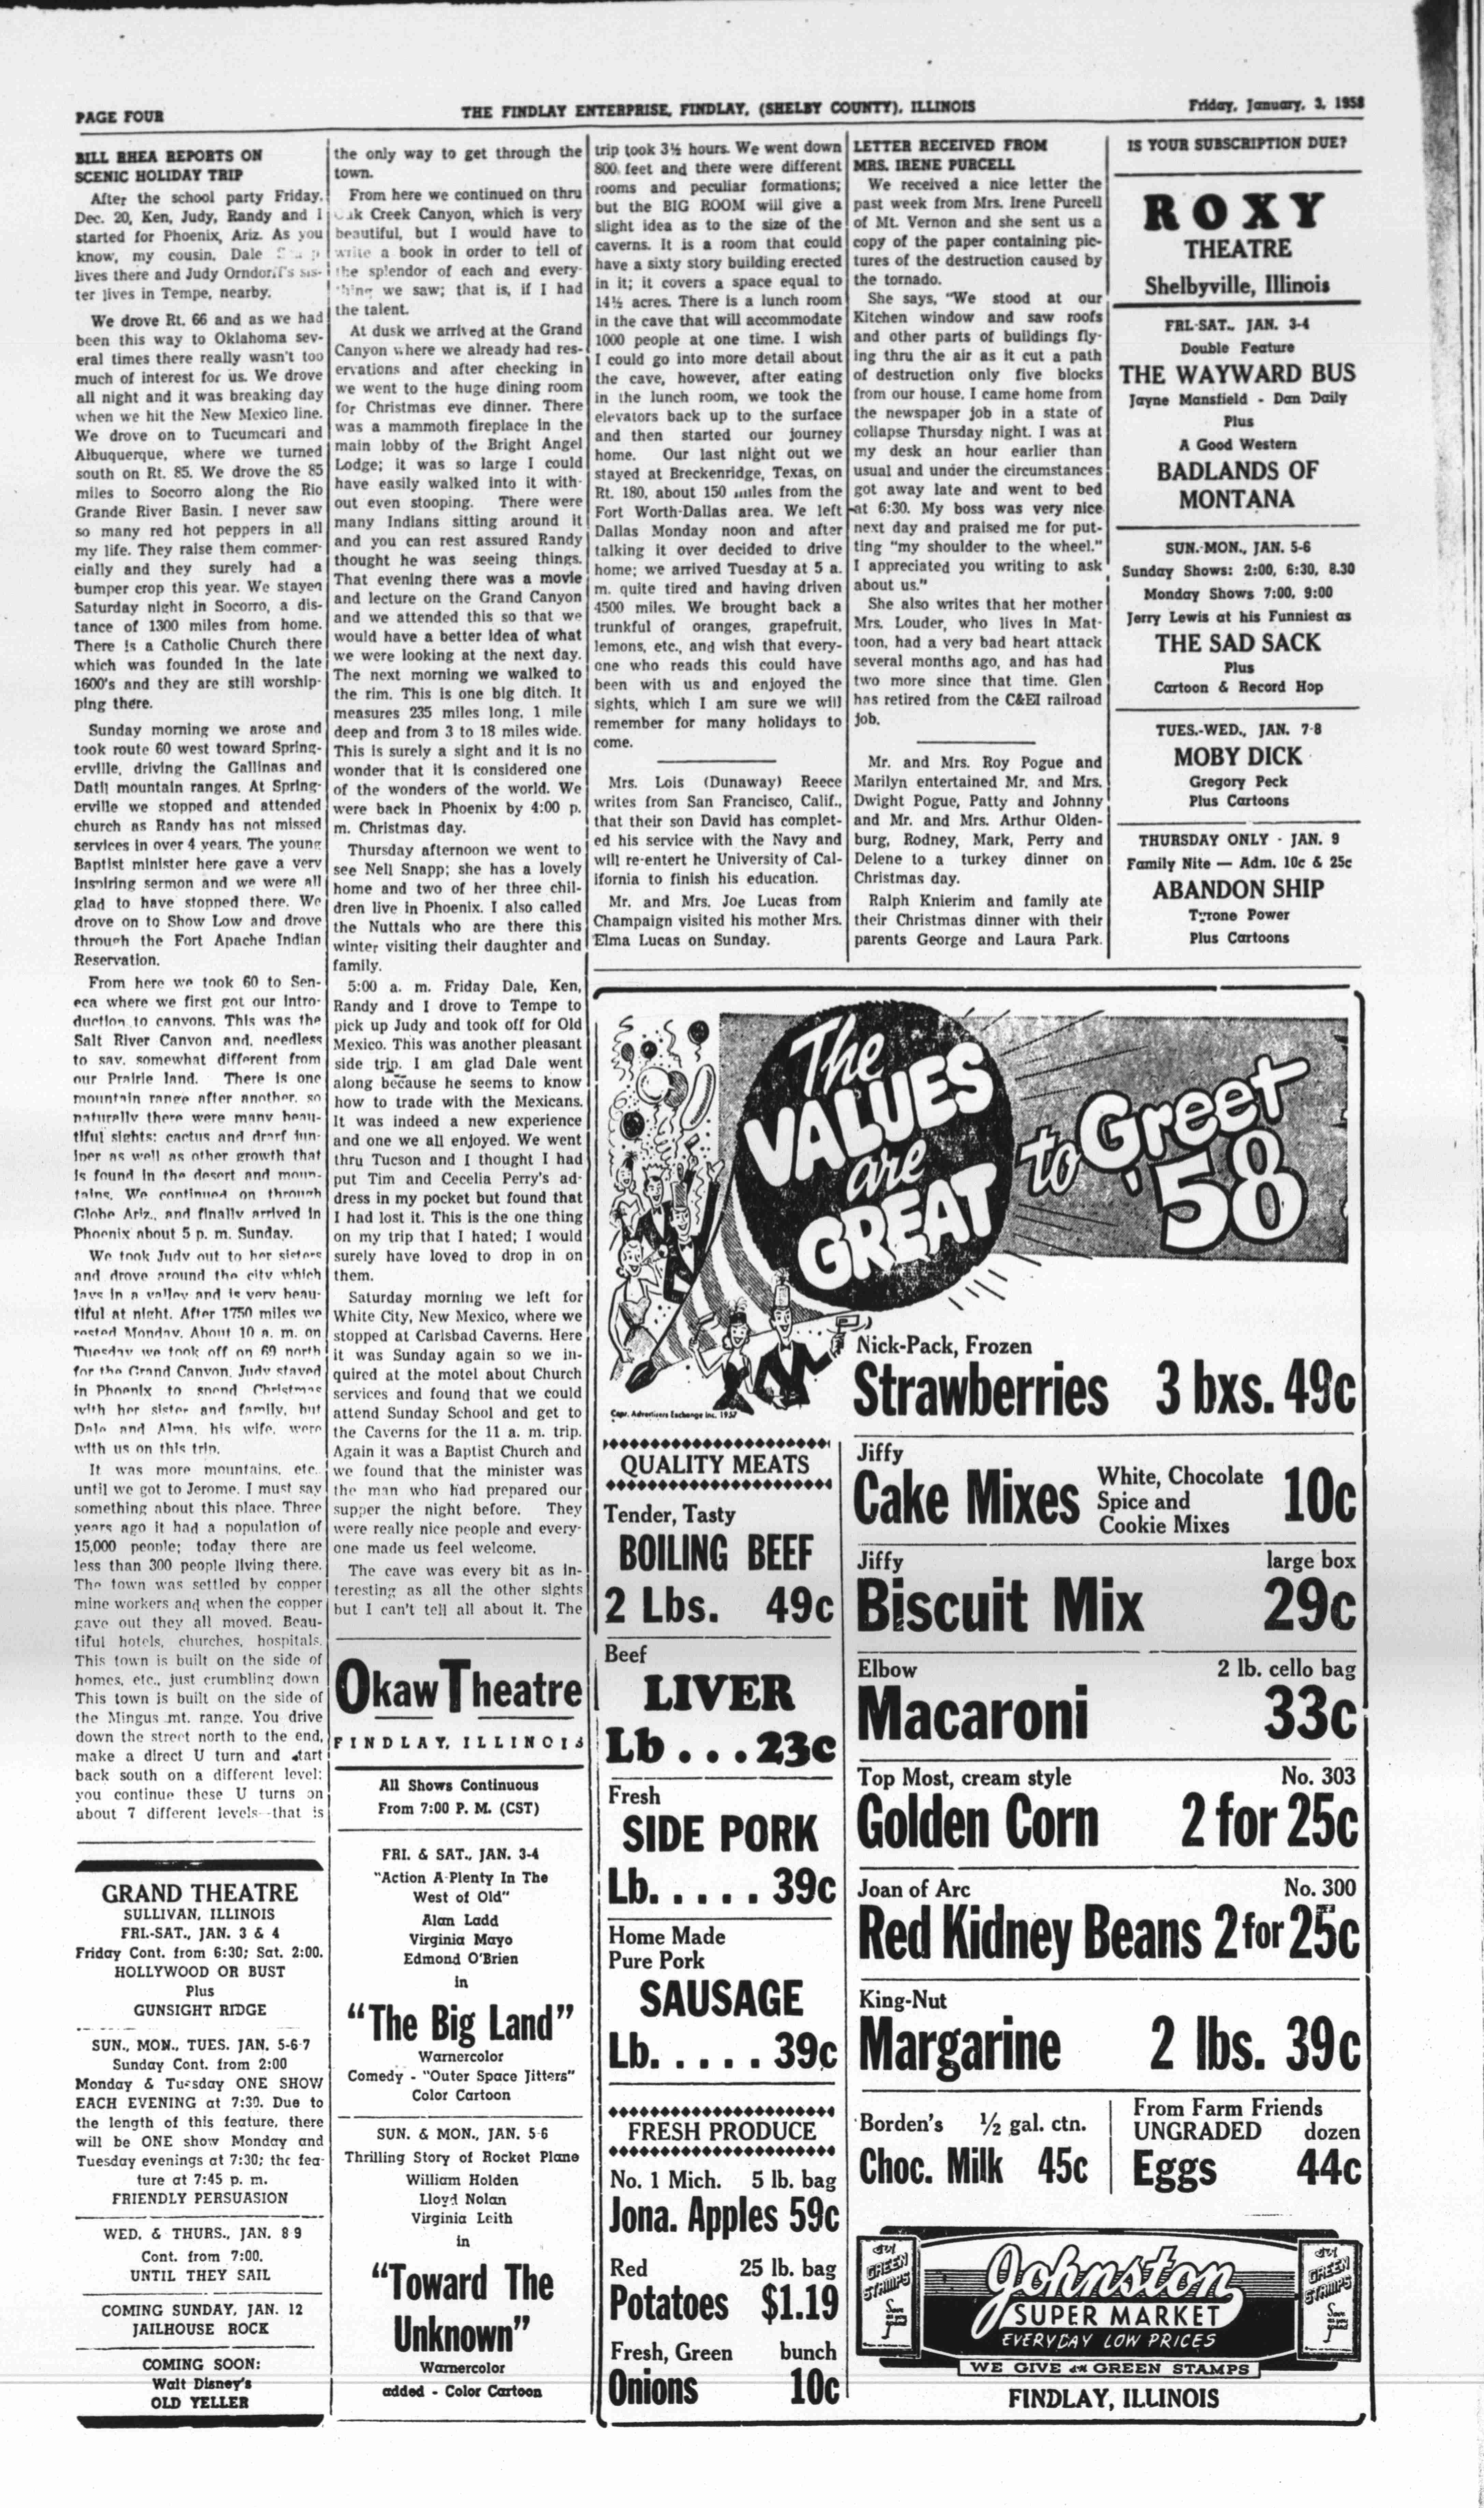 PAGE FOUR
THE FINDLAY ENTERPRISE, FINDLAY, (SHELBY COUNTY), ILLINOIS
Friday, January, 3, 1958
BILL RHEA REPORTS ON
SCENIC HOLIDAY TRIP
After the school party Friday,
Dec. 20, Ken, Judy, Randy and I
started for Phoenix, Ariz. As you
know, my cousin, Dale
lives there and Judy Orndorff's sis-
ter lives in Tempe, nearby.
We drove Rt. 66 and as we had
been this way to Oklahoma sev-
eral times there really wasn't too
much of interest for us. We drove
all night and it was breaking day
when we hit the New Mexico line.
We drove on to Tucumcari and
Albuquerque, where we turned
south on Rt. 85. We drove the 85
miles to Socorro along the Rio
Grande River Basin. I never saw
so many red hot peppers in all
my life. They raise them commer-
cially and they surely had a
bumper crop this year. We stayed
Saturday night in Socorro, a dis-
tance of 1300 miles from home.
There is a Catholic Church there
which was founded in the late
1600's and they are still worship-
ping there.
Sunday morning we arose and
took route 60 west toward Spring-
erville, driving the Gallinas and
Datil mountain ranges. At Spring-
erville we stopped and attended
church as Randy has not missed
services in over 4 years. The young
Baptist minister here gave a very
inspiring sermon and we were all
glad to have stopped there. We
drove on to Show Low and drove
through the Fort Apache Indian
Reservation.
From here we took 60 to Sen-
eca where we first got our intro-
duction to canyons. This was the
Salt River Canyon and, needless
to say, somewhat different from
our Prairie land. There is one
mountain range after another, so
naturally there were many beau-
tiful sights; cactus and drarf jun-
iper as well as other growth that
is found in the desert and moun-
tains. We continued on through
Globe Ariz., and finally arrived in
Phoenix about 5 p. m. Sunday.
We took Judy out to her sisters
and drove around the city which
lays in a valley and is very beau-
tiful at night. After 1750 miles we
rested Monday. About 10 a. m. on
Tuesday we took off on 69 north
for the Grand Canyon. Judy stayed
in Phoenix to spend Christmas
with her sister and family, but
Dale and Alma, his wife, were
with us on this trip.
It was more mountains, etc.
until we got to Jerome. I must say
something about this place. Three
years ago it had a population of
15,000 people; today there are
less than 300 people living there.
The town was settled by copper
mine workers and when the copper
gave out they all moved. Beau-
tiful hotels, churches, hospitals,
This town is built on the side of
homes, etc., just crumbling down
This town is built on the side of
the Mingus mt. range. You drive
down the street north to the end,
make a direct U turn and start
back south on a different level;
you continue these U turns on
about 7 different levels--that is
GRAND THEATRE
SULLIVAN, ILLINOIS
FRI.-SAT., JAN. 3 & 4
Friday Cont. from 6:30; Sat. 2:00.
HOLLYWOOD OR BUST
Plus
GUNSIGHT RIDGE
SUN., MON., TUES. JAN. 5-6-7
Sunday Cont. from 2:00
Monday & Tuesday ONE SHOW
EACH EVENING at 7:30. Due to
the length of this feature, there
will be ONE show Monday and
Tuesday evenings at 7:30; the fea-
ture at 7:45 p. m.
FRIENDLY PERSUASION
WED. & THURS., JAN. 8 9
Cont. from 7:00.
UNTIL THEY SAIL
COMING SUNDAY, JAN. 12
JAILHOUSE ROCK
COMING SOON:
Walt Disney's
OLD YELLER
the only way to get through the
town.
From here we continued on thru
Oak Creek Canyon, which is very
beautiful, but I would have to
write a book in order to tell of
the splendor of each and every-
thing we saw; that is, if I had
the talent.
At dusk we arrived at the Grand
Canyon where we already had res-
ervations and after checking in
we went to the huge dining room
for Christmas eve dinner. There
was a mammoth fireplace in the
main lobby of the Bright Angel
Lodge; it was so large I could
have easily walked into it with-
out even stooping. There were
many Indians sitting around it
and you can rest assured Randy
thought he was seeing things.
That evening there was a movie
and lecture on the Grand Canyon
and we attended this so that we
would have a better idea of what
we were looking at the next day.
The next morning we walked to
the rim. This is one big ditch. It
measures 235 miles long, 1 mile
deep and from 3 to 18 miles wide.
This is surely a sight and it is no
wonder that it is considered one
of the wonders of the world. We
were back in Phoenix by 4:00 p.
m. Christmas day.
Thursday afternoon we went to
see Nell Snapp; she has a lovely
home and two of her three chil-
dren live in Phoenix. I also called
the Nuttals who are there this
winter visiting their daughter and
family.
5:00 a. m. Friday Dale, Ken,
Randy and I drove to Tempe to
pick up Judy and took off for Old
Mexico. This was another pleasant
side trip. I am glad Dale went
along because he seems to know
how to trade with the Mexicans.
It was indeed a new experience
and one we all enjoyed. We went
thru Tucson and I thought I had
put Tim and Cecelia Perry's ad-
dress in my pocket but found that
I had lost it. This is the one thing
on my trip that I hated; I would
surely have loved to drop in on
them.
Saturday morning we left for
White City, New Mexico, where we
stopped at Carlsbad Caverns. Here
it was Sunday again so we in-
quired at the motel about Church
services and found that we could
attend Sunday School and get to
the Caverns for the 11 a. m. trip.
Again it was a Baptist Church and
we found that the minister was
the man who had prepared our
supper the night before. They
were really nice people and every-
one made us feel welcome.
The cave was every bit as in-
teresting as all the other sights
but I can't tell all about it. The
Okaw Theatre
FINDLAY, ILLINOIS
All Shows Continuous
From 7:00 P. M. (CST)
FRI. & SAT., JAN. 3-4
"Action A-Plenty In The
West of Old"
Alan Ladd
Virginia Mayo
Edmond O'Brien
in
"The Big Land"
Warnercolor
Comedy - "Outer Space Jitters"
Color Cartoon
SUN. & MON., JAN. 5 6
Thrilling Story of Rocket Plane
William Holden
Lloyd Nolan
Virginia Leith
in
"Toward The
Unknown"
Warnercolor
added - Color Cartoon
trip took 3½ hours. We went down
800 feet and there were different
rooms and peculiar formations;
but the BIG ROOM will give a
slight idea as to the size of the
caverns. It is a room that could
have a sixty story building erected
in it; it covers a space equal to
14½ acres. There is a lunch room
in the cave that will accommodate
1000 people at one time. I wish
I could go into more detail about
the cave, however, after eating
in the lunch room, we took the
elevators back up to the surface
and then started our journey
home. Our last night out we
stayed at Breckenridge, Texas, on
Rt. 180, about 150 miles from the
Fort Worth-Dallas area. We left
Dallas Monday noon and after
talking it over decided to drive
home; we arrived Tuesday at 5 a.
m. quite tired and having driven
4500 miles. We brought back a
trunkful of oranges, grapefruit,
lemons, etc., and wish that every-
one who reads this could have
been with us and enjoyed the
sights, which I am sure we will
remember for many holidays to
come.
Mrs. Lois (Dunaway) Reece
writes from San Francisco, Calif.,
that their son David has complet-
ed his service with the Navy and
will re-entert he University of Cal-
ifornia to finish his education.
Mr. and Mrs. Joe Lucas from
Champaign visited his mother Mrs.
Elma Lucas on Sunday.
LETTER RECEIVED FROM
MRS. IRENE PURCELL
We received a nice letter the
past week from Mrs. Irene Purcell
of Mt. Vernon and she sent us a
copy of the paper containing pic-
tures of the destruction caused by
the tornado.
She says, "We stood at our
Kitchen window and saw roofs
and other parts of buildings fly-
ing thru the air as it cut a path
of destruction only five blocks
from our house. I came home from
the newspaper job in a state of
collapse Thursday night. I was at
my desk an hour earlier than
usual and under the circumstances
got away late and went to bed
at 6:30. My boss was very nice
next day and praised me for put-
ting "my shoulder to the wheel."
I appreciated you writing to ask
about us."
She also writes that her mother
Mrs. Louder, who lives in Mat-
toon, had a very bad heart attack
several months ago, and has had
two more since that time. Glen
has retired from the C&EI railroad
job.
Mr. and Mrs. Roy Pogue and
Marilyn entertained Mr. and Mrs.
Dwight Pogue, Patty and Johnny
and Mr. and Mrs. Arthur Olden-
burg, Rodney, Mark, Perry and
Delene to a turkey dinner on
Christmas day.
Ralph Knierim and family ate
their Christmas dinner with their
parents George and Laura Park.
IS YOUR SUBSCRIPTION DUE?
ROXY
THEATRE
Shelbyville, Illinois
FRI.-SAT., JAN. 3-4
Double Feature
THE WAYWARD BUS
Jayne Mansfield - Dan Daily
Plus
A Good Western
BADLANDS OF
MONTANA
SUN.-MON., JAN. 5-6
Sunday Shows: 2:00, 6:30, 8.30
Monday Shows 7:00, 9:00
Jerry Lewis at his Funniest as
THE SAD SACK
Plus
Cartoon & Record Hop
TUES.-WED., JAN. 7-8
MOBY DICK
Gregory Peck
Plus Cartoons
THURSDAY ONLY - JAN. 9
Family Nite — Adm. 10c & 25c
ABANDON SHIP
Tyrone Power
Plus Cartoons
The
VALUES
are
GREAT
to Greet
'58
Copr. Advertisers Exchange Inc. 1957
QUALITY MEATS
Tender, Tasty
BOILING BEEF
2 Lbs. 49c
Beef
LIVER
Lb . . . 23c
Fresh
SIDE PORK
Lb. . . . . 39c
Home Made
Pure Pork
SAUSAGE
Lb. . . . . 39c
FRESH PRODUCE
No. 1 Mich. 5 lb. bag
Jona. Apples 59c
Red 25 lb. bag
Potatoes $1.19
Fresh, Green bunch
Onions 10c
Nick-Pack, Frozen
Strawberries 3 bxs. 49c
Jiffy
Cake Mixes White, Chocolate
Spice and
Cookie Mixes
10c
Jiffy large box
Biscuit Mix 29c
Elbow 2 lb. cello bag
Macaroni 33c
Top Most, cream style No. 303
Golden Corn 2 for 25c
Joan of Arc No. 300
Red Kidney Beans 2 for 25c
King-Nut
Margarine 2 lbs. 39c
Borden's ½ gal. ctn.
Choc. Milk 45c
From Farm Friends
UNGRADED dozen
Eggs 44c
GREEN
STAMPS
Johnston
SUPER MARKET
EVERYDAY LOW PRICES
WE GIVE GREEN STAMPS
GREEN
STAMPS
FINDLAY, ILLINOIS